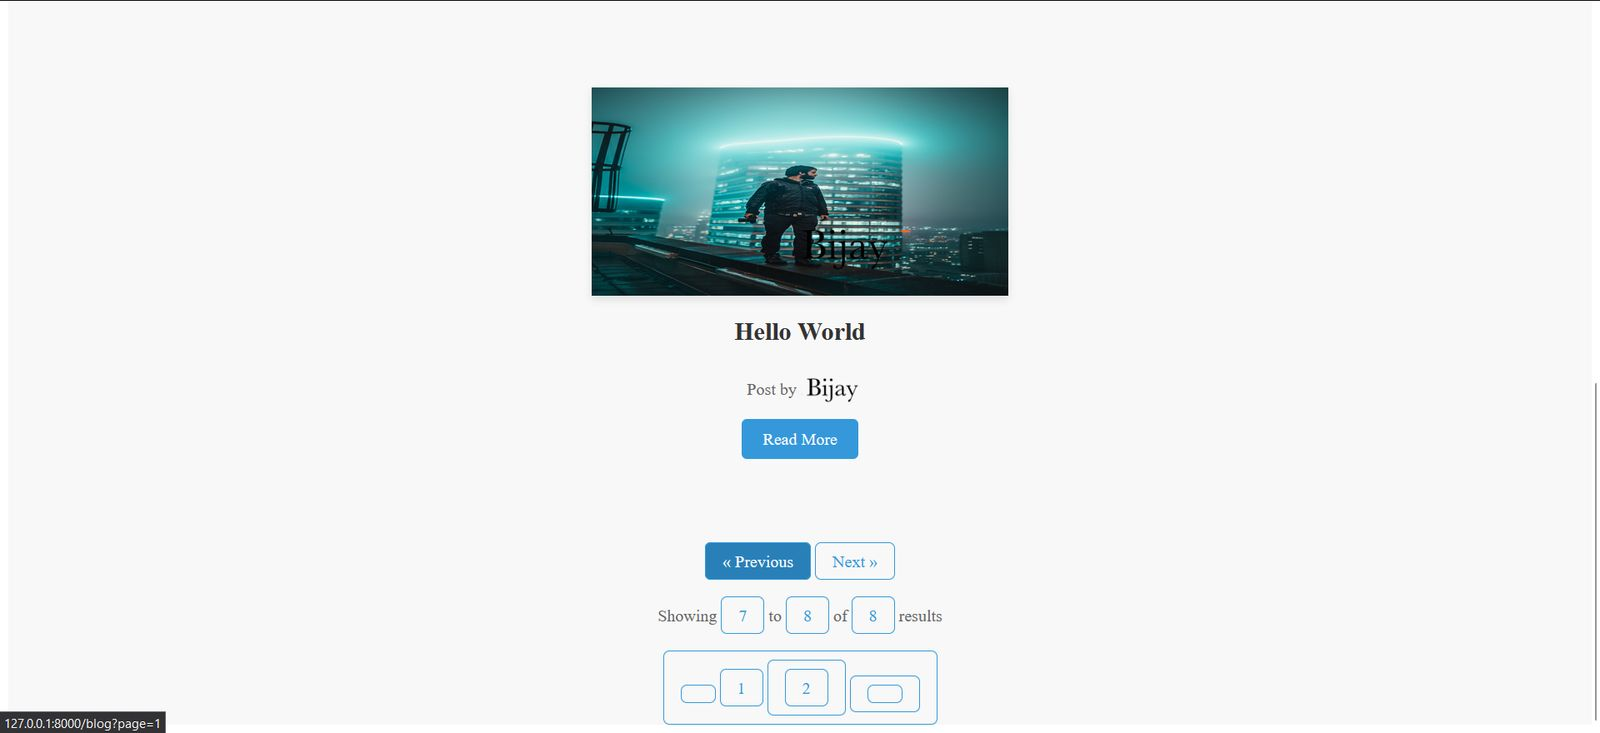 Bijay
Hello World
Post by Bijay
Read More
« Previous Next »
Showing 7 to 8 of 8 results
1 2
127.0.0.1:8000/blog?page=1